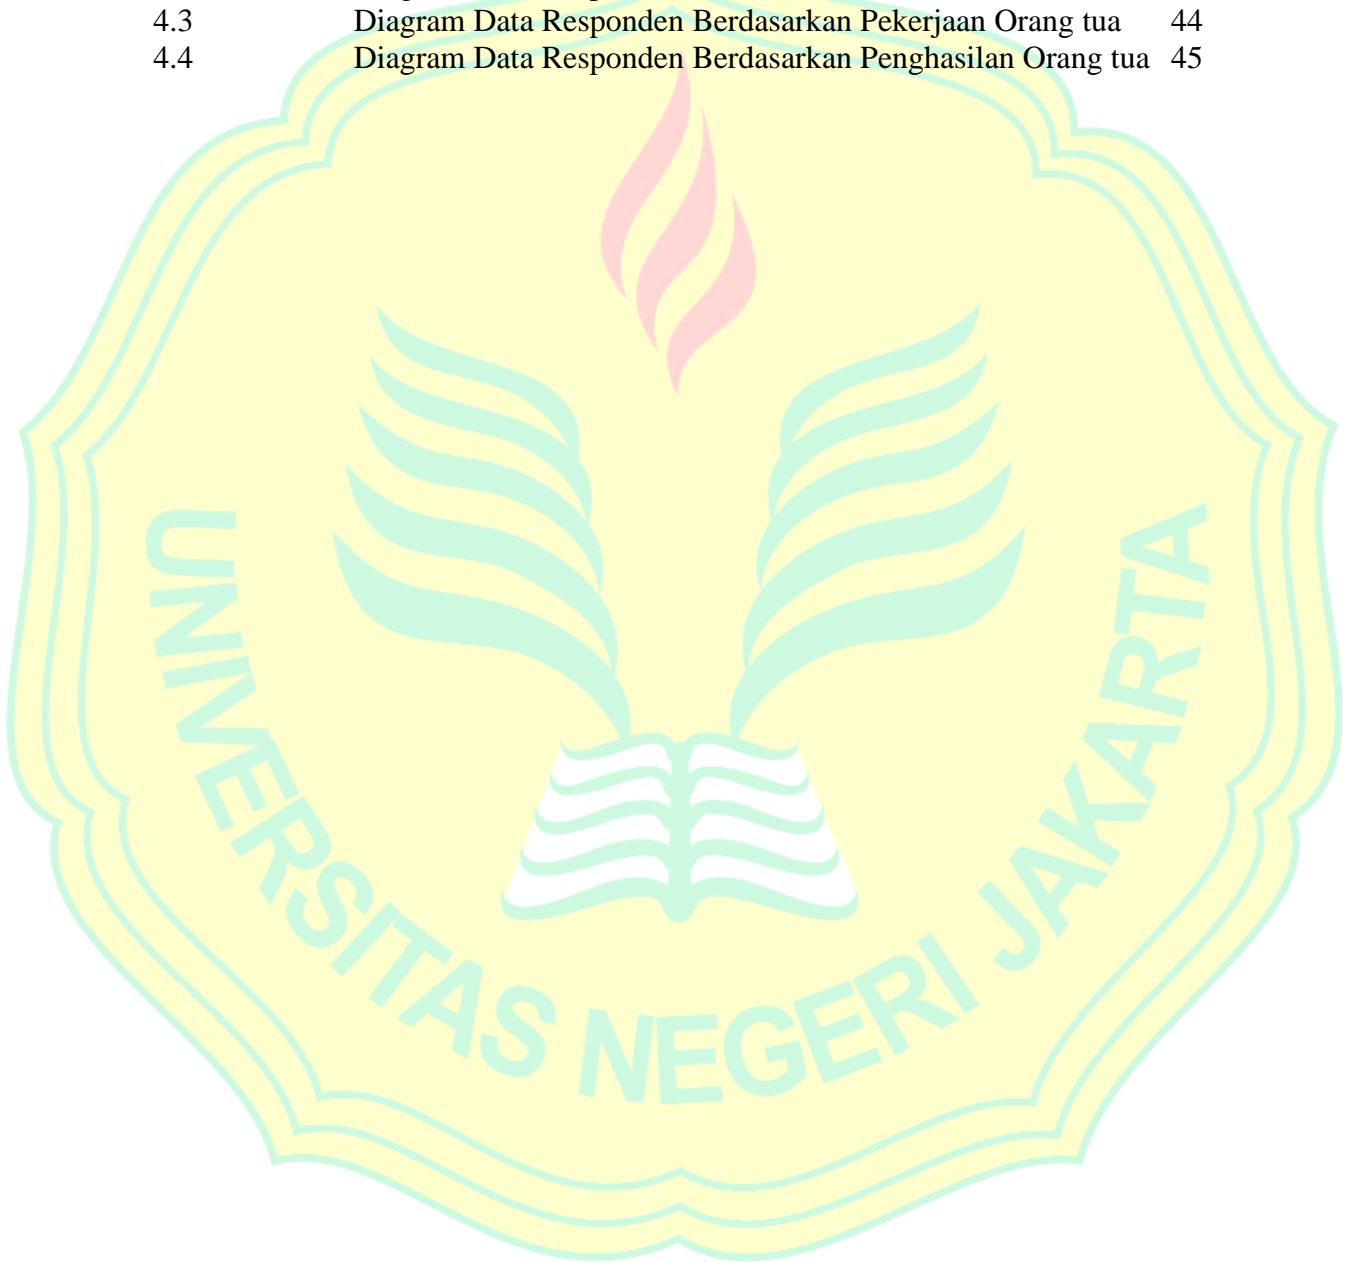 4.3 Diagram Data Responden Berdasarkan Pekerjaan Orang tua 44
4.4 Diagram Data Responden Berdasarkan Penghasilan Orang tua 45
UNIVERSITAS NEGERI JAKARTA